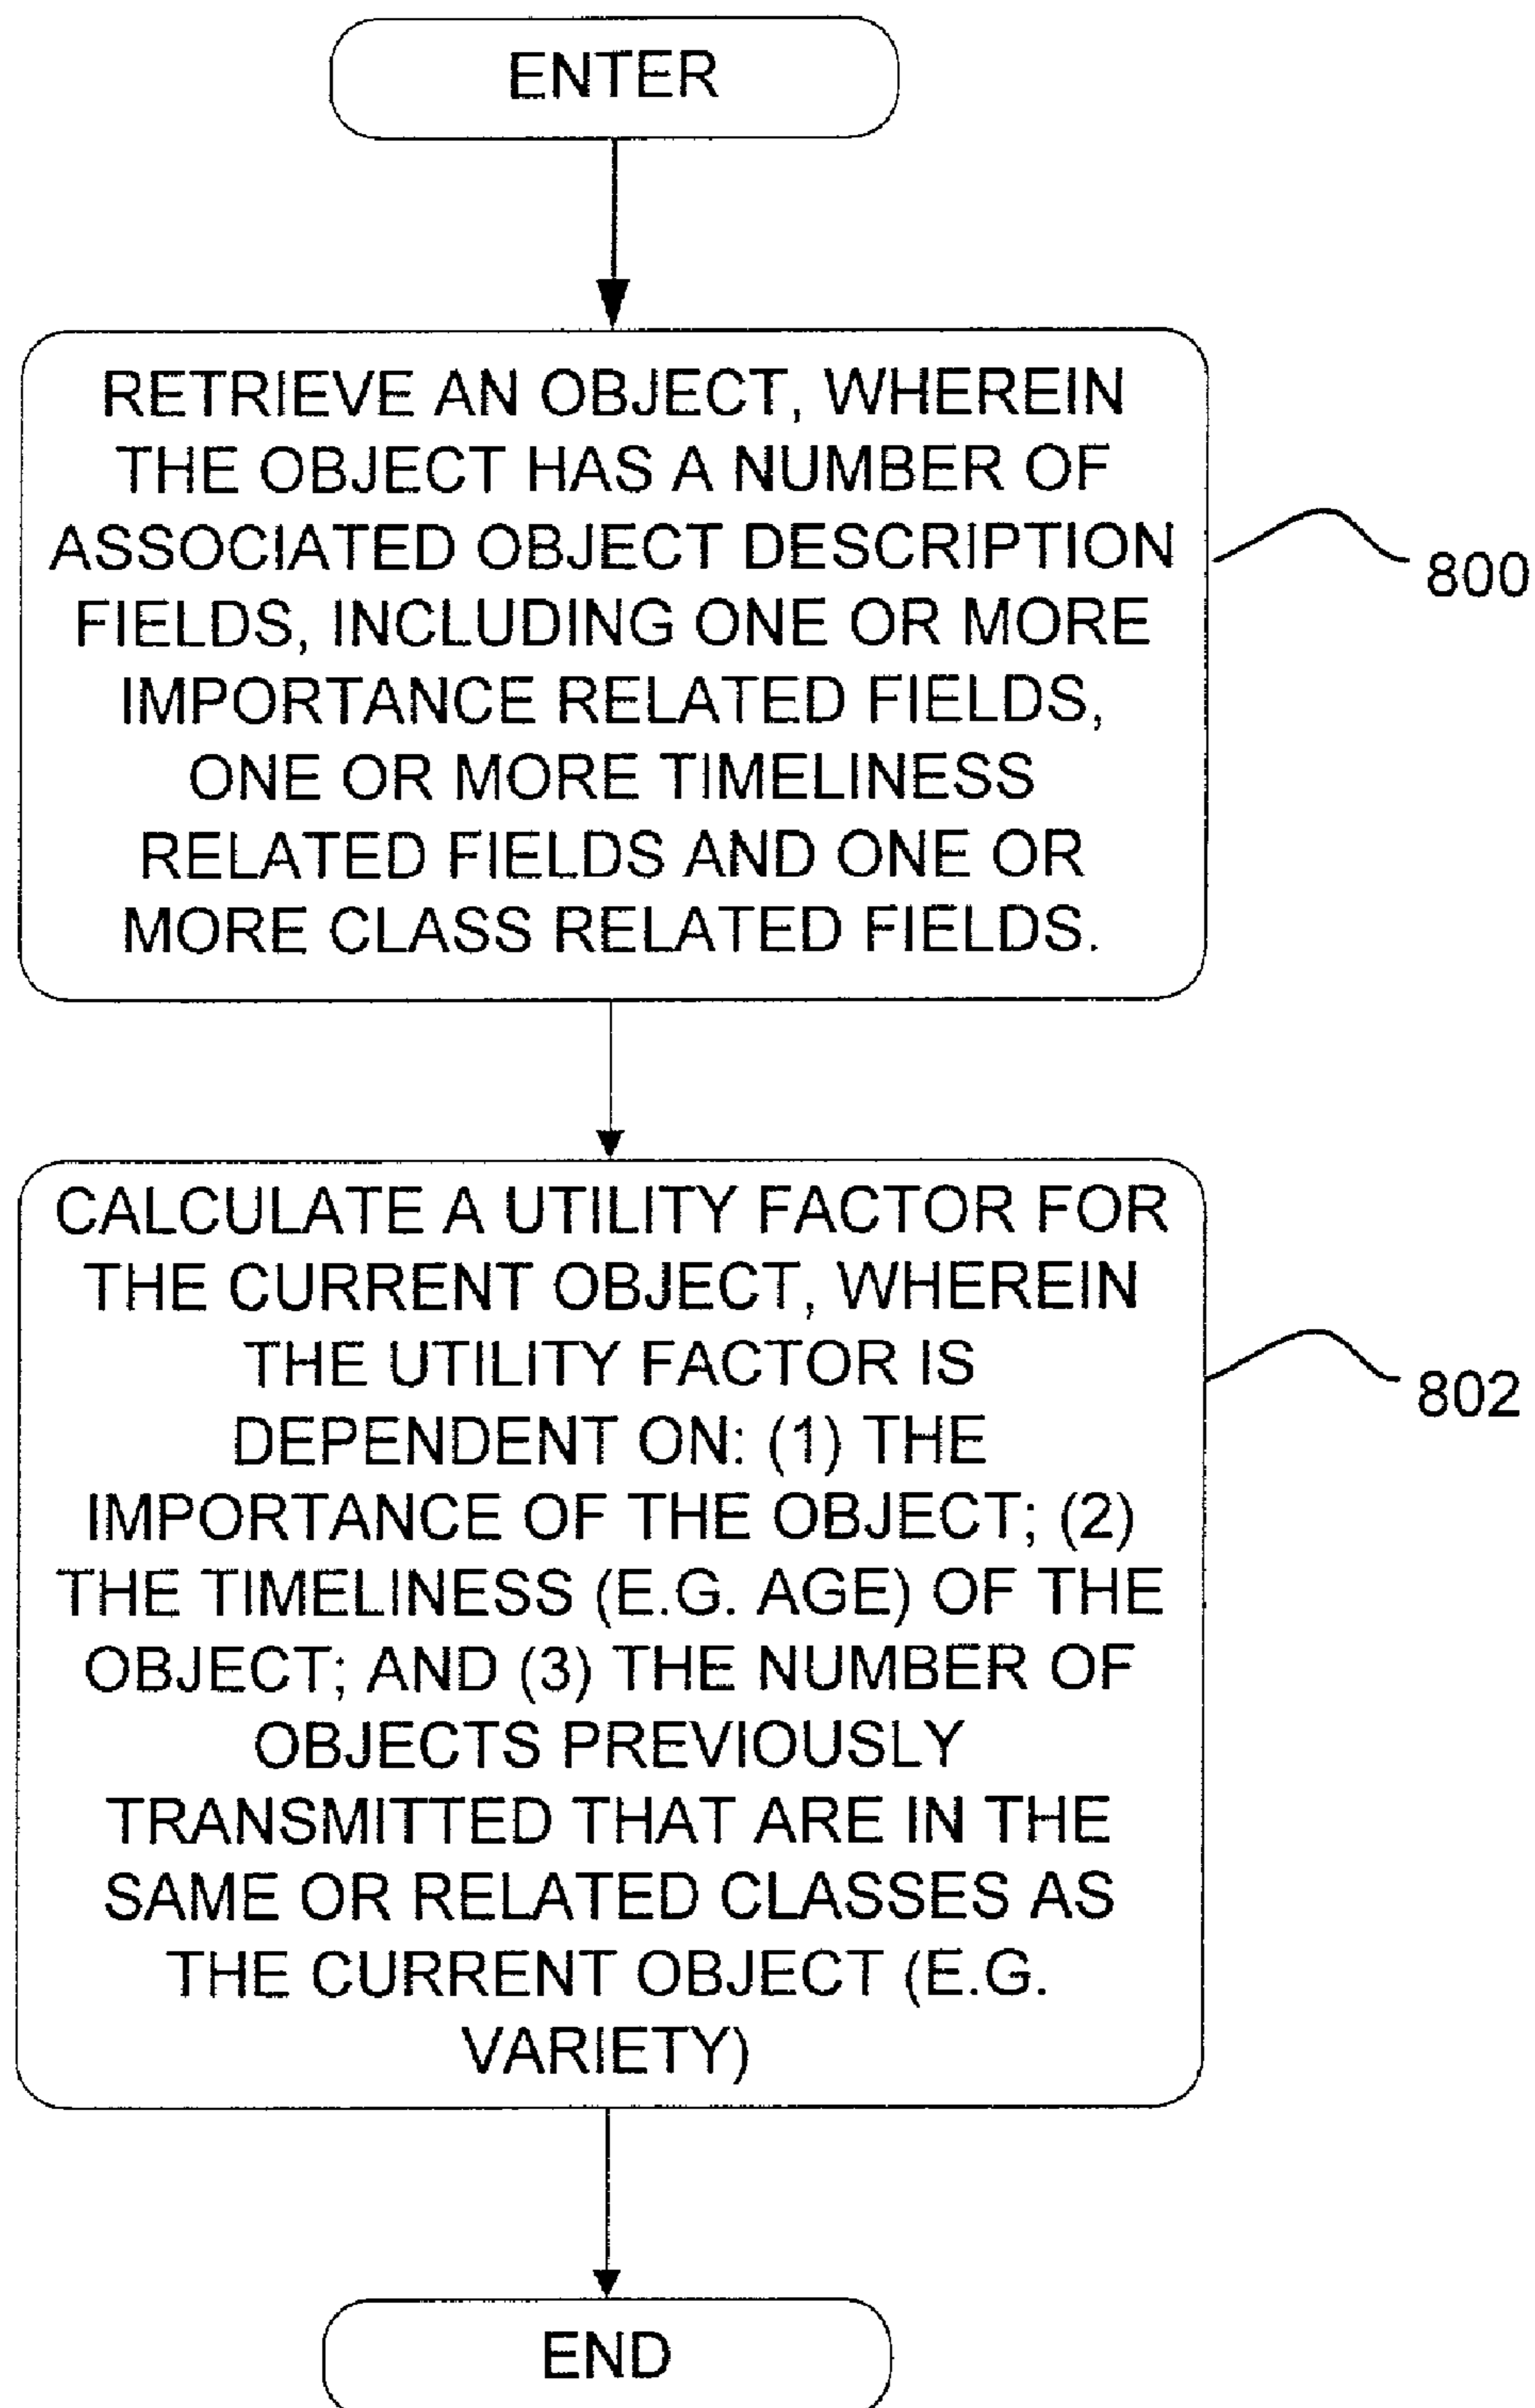 ENTER
RETRIEVE AN OBJECT, WHEREIN
THE OBJECT HAS A NUMBER OF
ASSOCIATED OBJECT DESCRIPTION
FIELDS, INCLUDING ONE OR MORE
IMPORTANCE RELATED FIELDS,
ONE OR MORE TIMELINESS
RELATED FIELDS AND ONE OR
MORE CLASS RELATED FIELDS.
800
CALCULATE A UTILITY FACTOR FOR
THE CURRENT OBJECT, WHEREIN
THE UTILITY FACTOR IS
DEPENDENT ON: (1) THE
IMPORTANCE OF THE OBJECT; (2)
THE TIMELINESS (E.G. AGE) OF THE
OBJECT; AND (3) THE NUMBER OF
OBJECTS PREVIOUSLY
TRANSMITTED THAT ARE IN THE
SAME OR RELATED CLASSES AS
THE CURRENT OBJECT (E.G.
VARIETY)
802
END